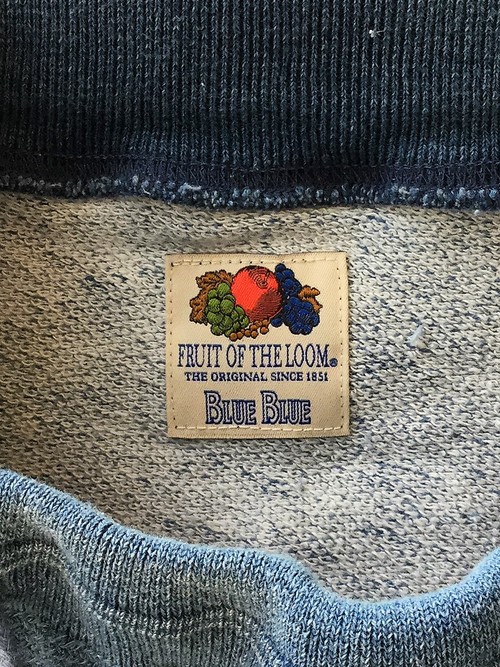 FRUIT OF THE LOOM®
THE ORIGINAL SINCE 1851
BLUE BLUE